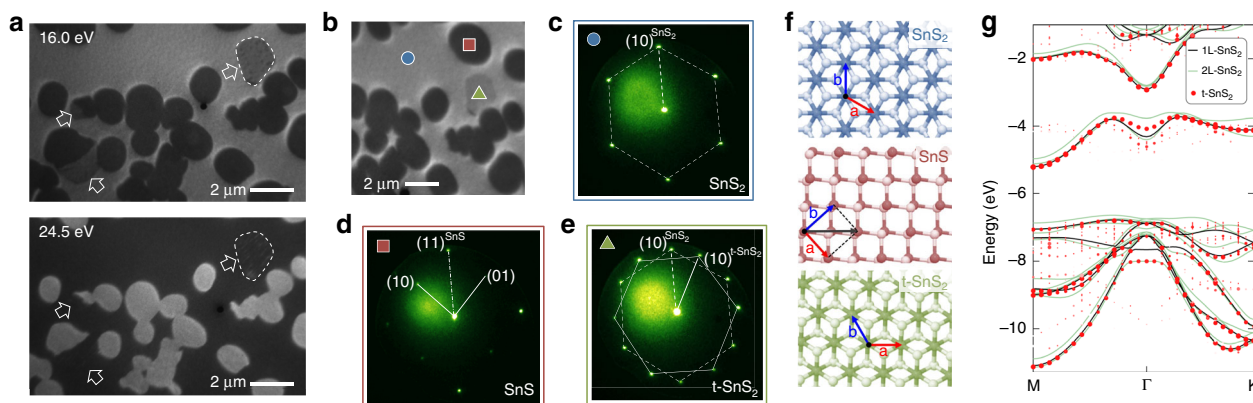 a
16.0 eV
2 μm
24.5 eV
2 μm
b
2 μm
c
(10)^SnS₂
SnS₂
d
(11)^SnS
(10)
(01)
SnS
e
(10)^SnS₂
(10)^t-SnS₂
t-SnS₂
f
SnS₂
b
a
SnS
b
a
t-SnS₂
b
a
g
1L-SnS₂
2L-SnS₂
t-SnS₂
Energy (eV)
−2
−4
−6
−8
−10
M
Γ
K